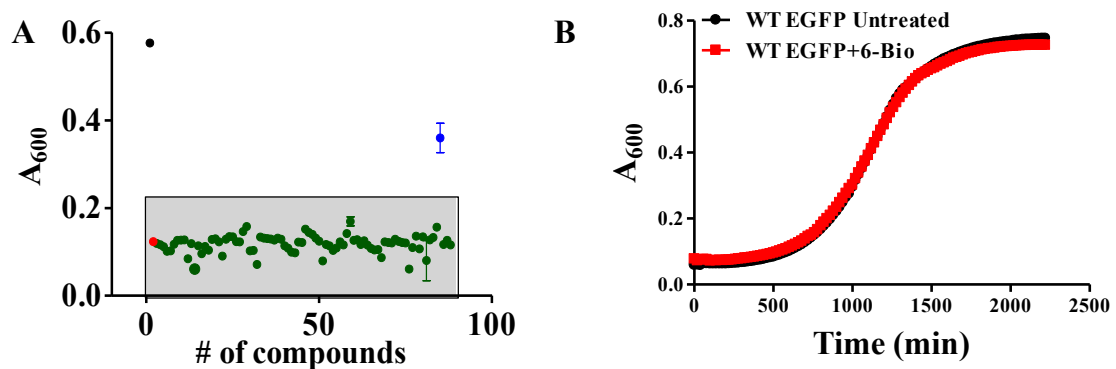 A
0.6
0.4
0.2
0.0
A600
0
50
100
# of compounds
B
WT EGFP Untreated
WT EGFP+6-Bio
0.8
0.6
0.4
0.2
0.0
A600
0
500
1000
1500
2000
2500
Time (min)